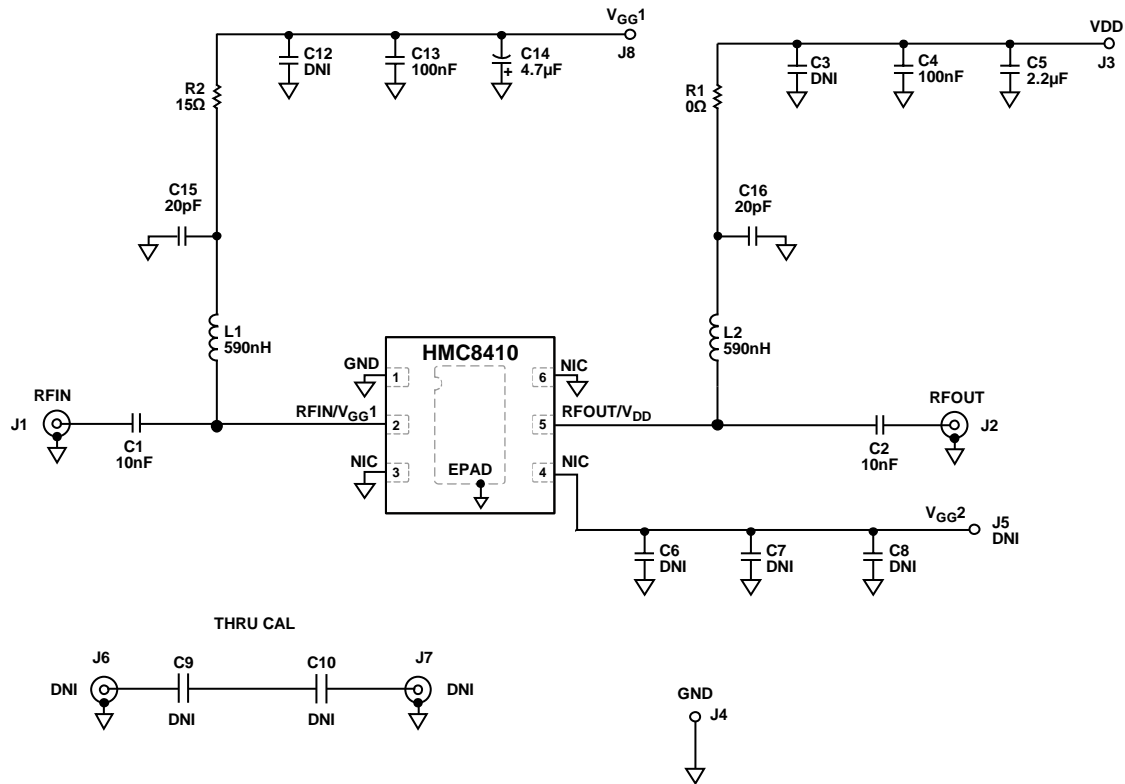 VGG1
J8
C12
DNI
C13
100nF
C14
4.7µF
+
R2
15Ω
C15
20pF
L1
590nH
VDD
J3
C3
DNI
C4
100nF
C5
2.2µF
R1
0Ω
C16
20pF
L2
590nH
HMC8410
GND
1
NIC
6
RFIN
J1
C1
10nF
RFIN/VGG1
2
RFOUT/VDD
5
C2
10nF
RFOUT
J2
NIC
3
EPAD
4
NIC
VGG2
J5
DNI
C6
DNI
C7
DNI
C8
DNI
THRU CAL
J6
DNI
C9
DNI
C10
DNI
J7
DNI
GND
J4